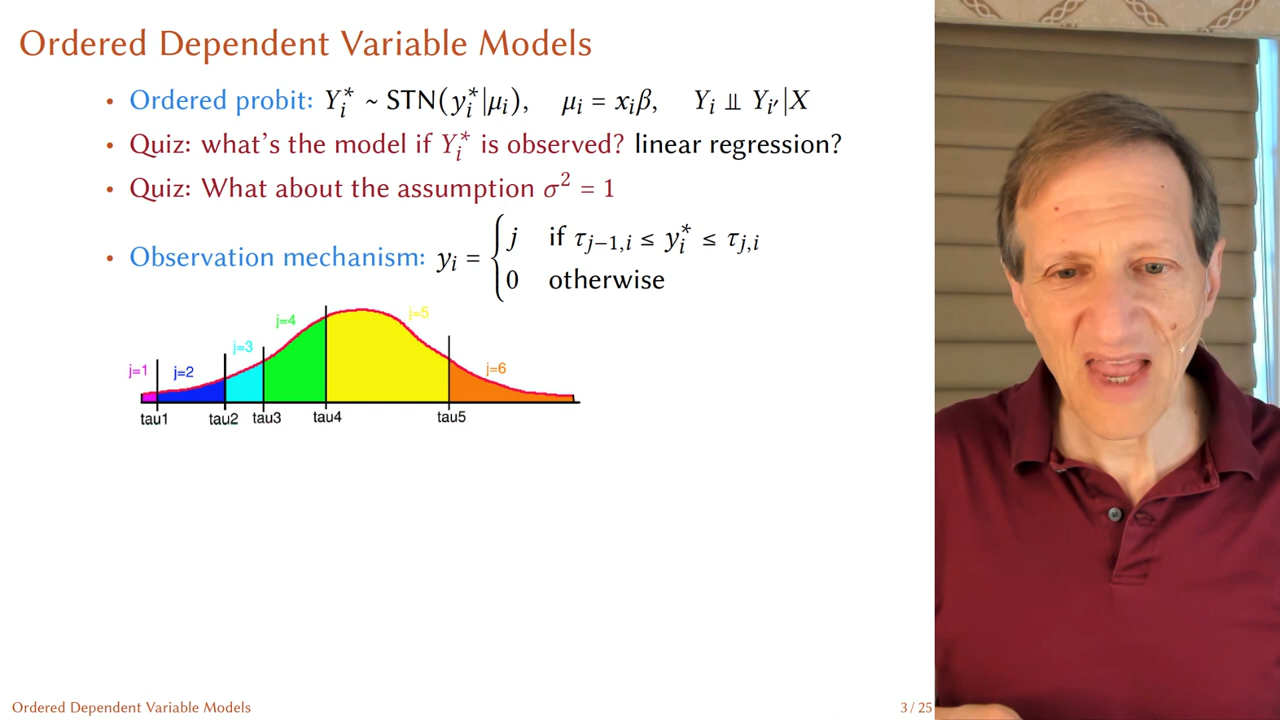 Ordered Dependent Variable Models
• Ordered probit: Y*ᵢ ~ STN(y*ᵢ|μᵢ), μᵢ = xᵢβ, Yᵢ ⫫ Yᵢ′|X
• Quiz: what's the model if Y*ᵢ is observed? linear regression?
• Quiz: What about the assumption σ² = 1
• Observation mechanism: yᵢ = { j if τⱼ₋₁,ᵢ ≤ y*ᵢ ≤ τⱼ,ᵢ
0 otherwise
j=1 j=2 j=3 j=4 j=5 j=6
tau1 tau2 tau3 tau4 tau5
Ordered Dependent Variable Models 3 / 25